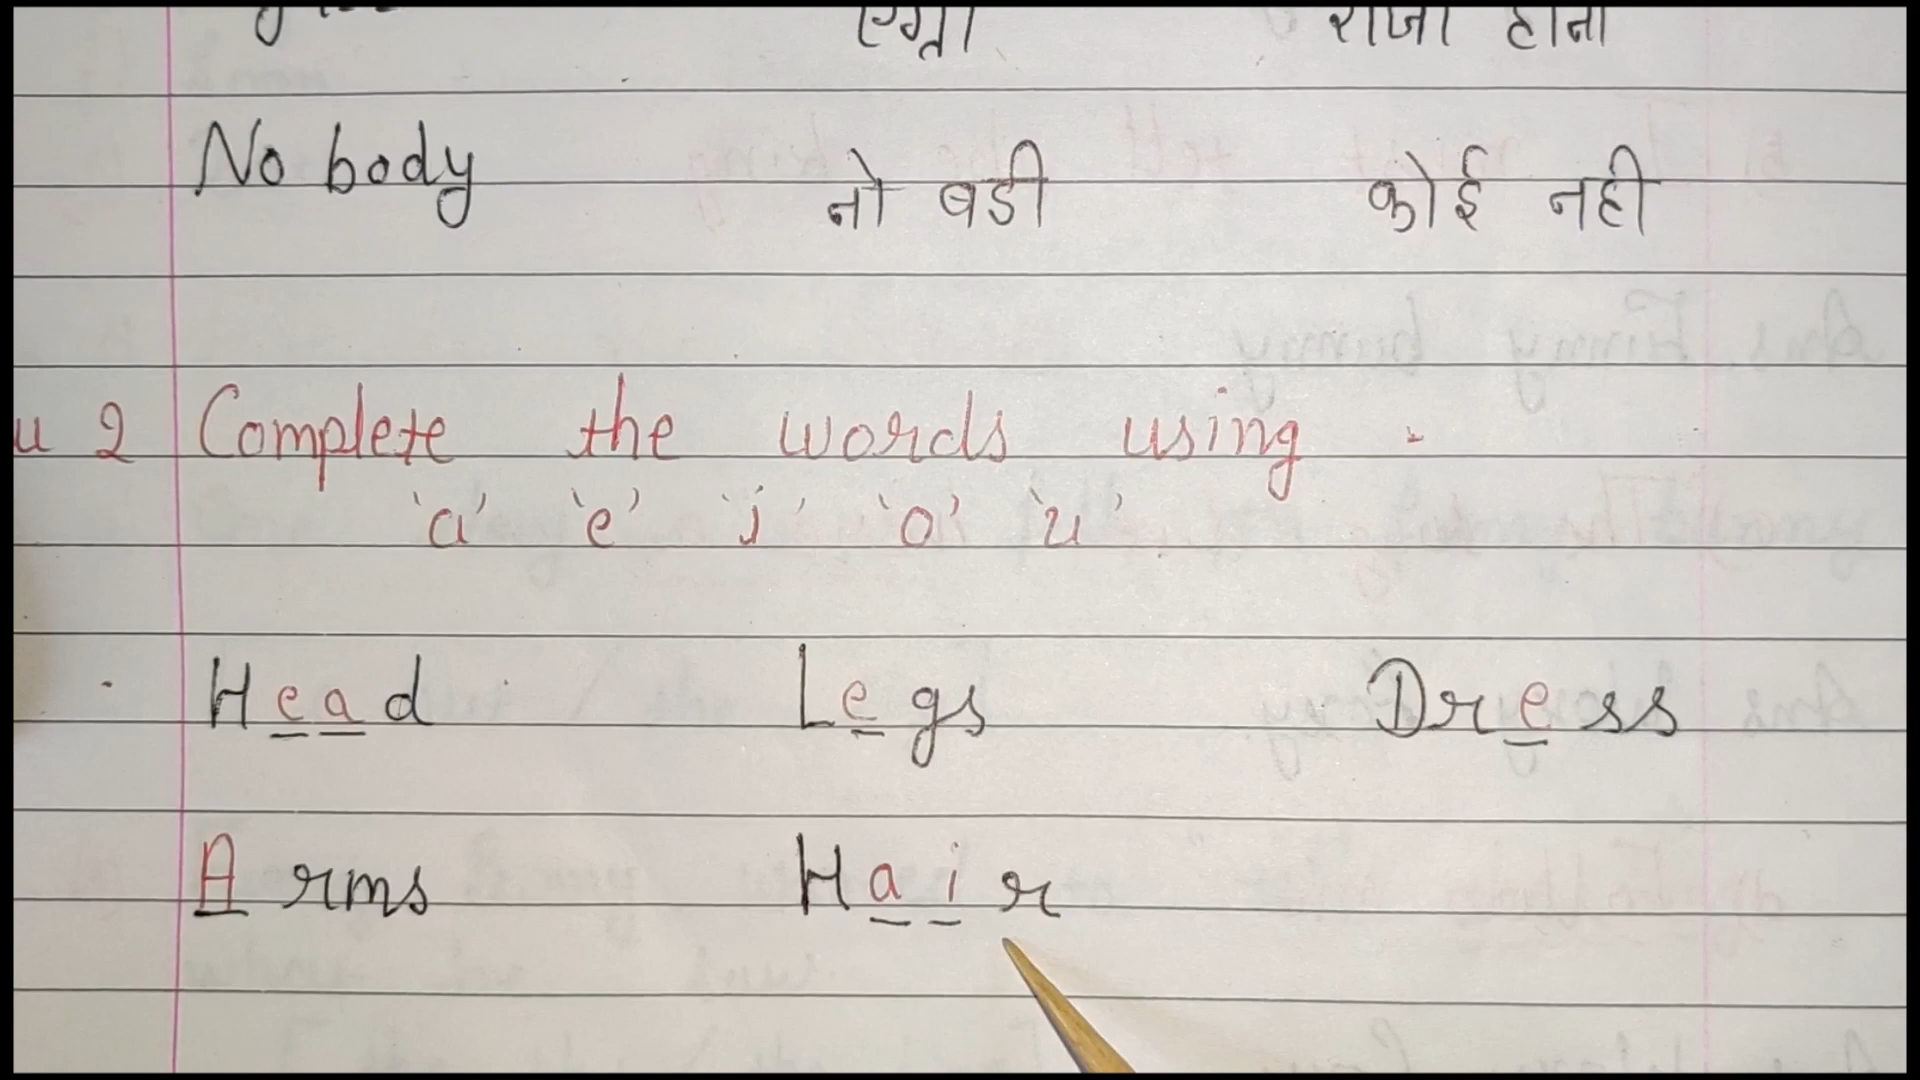 राजी होना
No body नो बडी कोई नही
u 2 Complete the words using
'a' 'e' 'i' 'o' 'u'
Head Legs Dress
Arms Hair